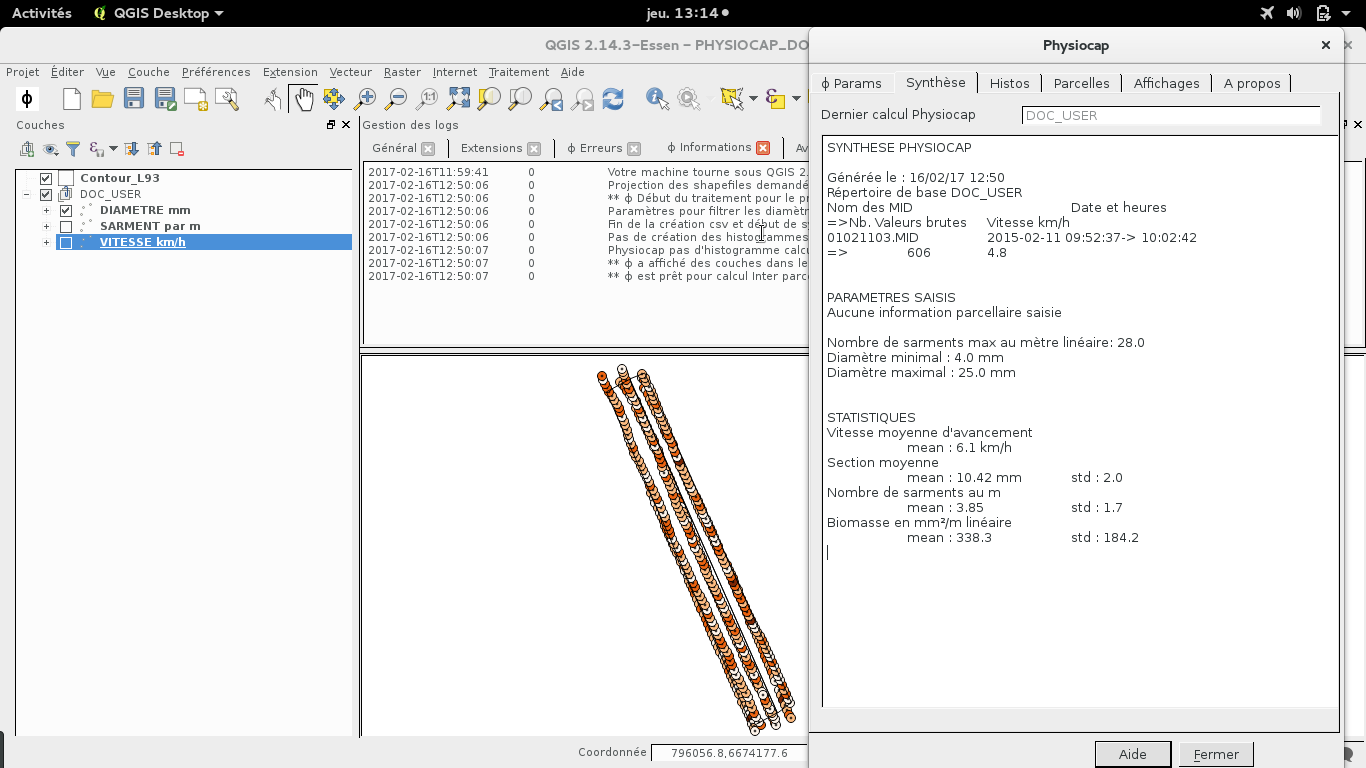 Activités QGIS Desktop jeu. 13:14
QGIS 2.14.3-Essen - PHYSIOCAP_DO
Projet Éditer Vue Couche Préférences Extension Vecteur Raster Internet Traitement Aide
Couches
Contour_L93
DOC_USER
DIAMETRE mm
SARMENT par m
VITESSE km/h
Gestion des logs
Général Extensions ϕ Erreurs ϕ Informations Av
2017-02-16T11:59:41 0 Votre machine tourne sous QGIS 2.
2017-02-16T12:50:06 0 Projection des shapefiles demandé
2017-02-16T12:50:06 0 ** ϕ Début du traitement pour le pr
2017-02-16T12:50:06 0 Paramètres pour filtrer les diamètr
2017-02-16T12:50:06 0 Fin de la création csv et début de sy
2017-02-16T12:50:06 0 Pas de création des histogrammes
2017-02-16T12:50:07 0 Physiocap pas d'histogramme calcu
2017-02-16T12:50:07 0 ** ϕ a affiché des couches dans le
2017-02-16T12:50:07 0 ** ϕ est prêt pour calcul Inter parc
Coordonnée 796056.8,6674177.6
Physiocap
ϕ Params Synthèse Histos Parcelles Affichages A propos
Dernier calcul Physiocap DOC_USER
SYNTHESE PHYSIOCAP
Générée le : 16/02/17 12:50
Répertoire de base DOC_USER
Nom des MID Date et heures
=>Nb. Valeurs brutes Vitesse km/h
01021103.MID 2015-02-11 09:52:37-> 10:02:42
=> 606 4.8
PARAMETRES SAISIS
Aucune information parcellaire saisie
Nombre de sarments max au mètre linéaire: 28.0
Diamètre minimal : 4.0 mm
Diamètre maximal : 25.0 mm
STATISTIQUES
Vitesse moyenne d'avancement
mean : 6.1 km/h
Section moyenne
mean : 10.42 mm std : 2.0
Nombre de sarments au m
mean : 3.85 std : 1.7
Biomasse en mm²/m linéaire
mean : 338.3 std : 184.2
Aide Fermer